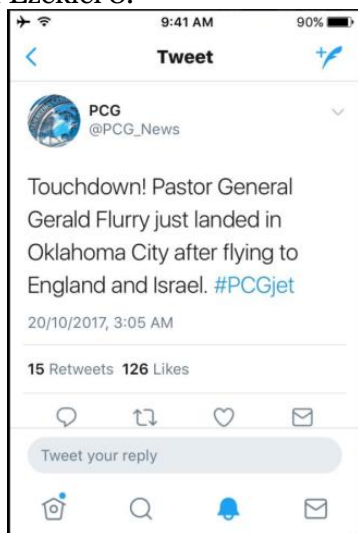 9:41 AM 90%
Tweet
PCG
@PCG_News
Touchdown! Pastor General
Gerald Flurry just landed in
Oklahoma City after flying to
England and Israel. #PCGjet
20/10/2017, 3:05 AM
15 Retweets 126 Likes
Tweet your reply